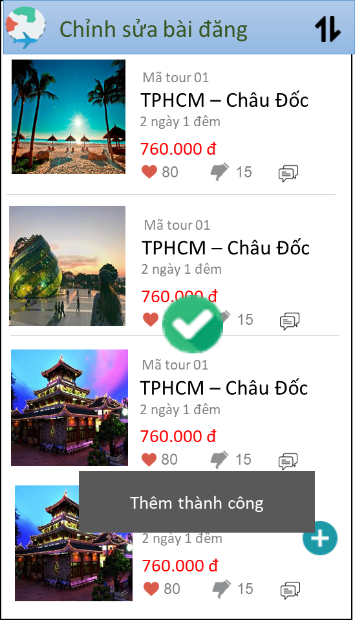 Chỉnh sửa bài đăng
Mã tour 01
TPHCM – Châu Đốc
2 ngày 1 đêm
760.000 đ
80 15
Mã tour 01
TPHCM – Châu Đốc
2 ngày 1 đêm
760.000 đ
15
Mã tour 01
TPHCM – Châu Đốc
2 ngày 1 đêm
760.000 đ
80 15
Thêm thành công
2 ngày 1 đêm
760.000 đ
80 15